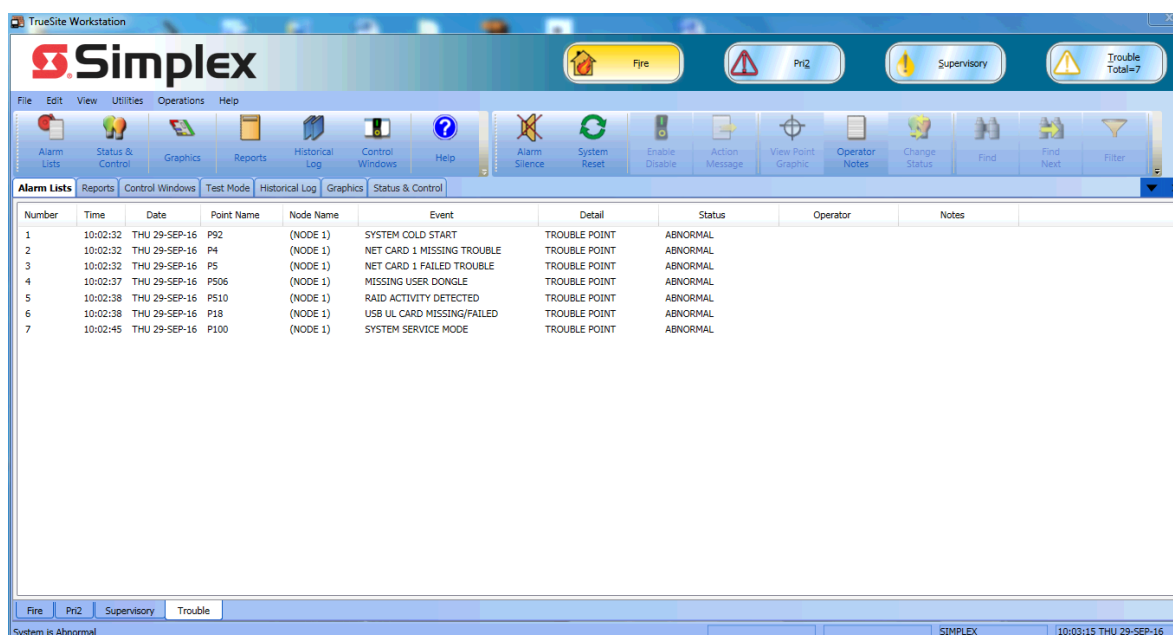 TrueSite Workstation
Simplex
Fire
Pri2
Supervisory
Trouble
Total=7
File Edit View Utilities Operations Help
Alarm Lists
Status & Control
Graphics
Reports
Historical Log
Control Windows
Help
Alarm Silence
System Reset
Enable Disable
Action Message
View Point Graphic
Operator Notes
Change Status
Find
Find Next
Filter
Alarm Lists Reports Control Windows Test Mode Historical Log Graphics Status & Control
Number Time Date Point Name Node Name Event Detail Status Operator Notes
1 10:02:32 THU 29-SEP-16 P92 (NODE 1) SYSTEM COLD START TROUBLE POINT ABNORMAL
2 10:02:32 THU 29-SEP-16 P4 (NODE 1) NET CARD 1 MISSING TROUBLE TROUBLE POINT ABNORMAL
3 10:02:32 THU 29-SEP-16 P5 (NODE 1) NET CARD 1 FAILED TROUBLE TROUBLE POINT ABNORMAL
4 10:02:37 THU 29-SEP-16 P506 (NODE 1) MISSING USER DONGLE TROUBLE POINT ABNORMAL
5 10:02:38 THU 29-SEP-16 P510 (NODE 1) RAID ACTIVITY DETECTED TROUBLE POINT ABNORMAL
6 10:02:38 THU 29-SEP-16 P18 (NODE 1) USB UL CARD MISSING/FAILED TROUBLE POINT ABNORMAL
7 10:02:45 THU 29-SEP-16 P100 (NODE 1) SYSTEM SERVICE MODE TROUBLE POINT ABNORMAL
Fire Pri2 Supervisory Trouble
System is Abnormal SIMPLEX 10:03:15 THU 29-SEP-16